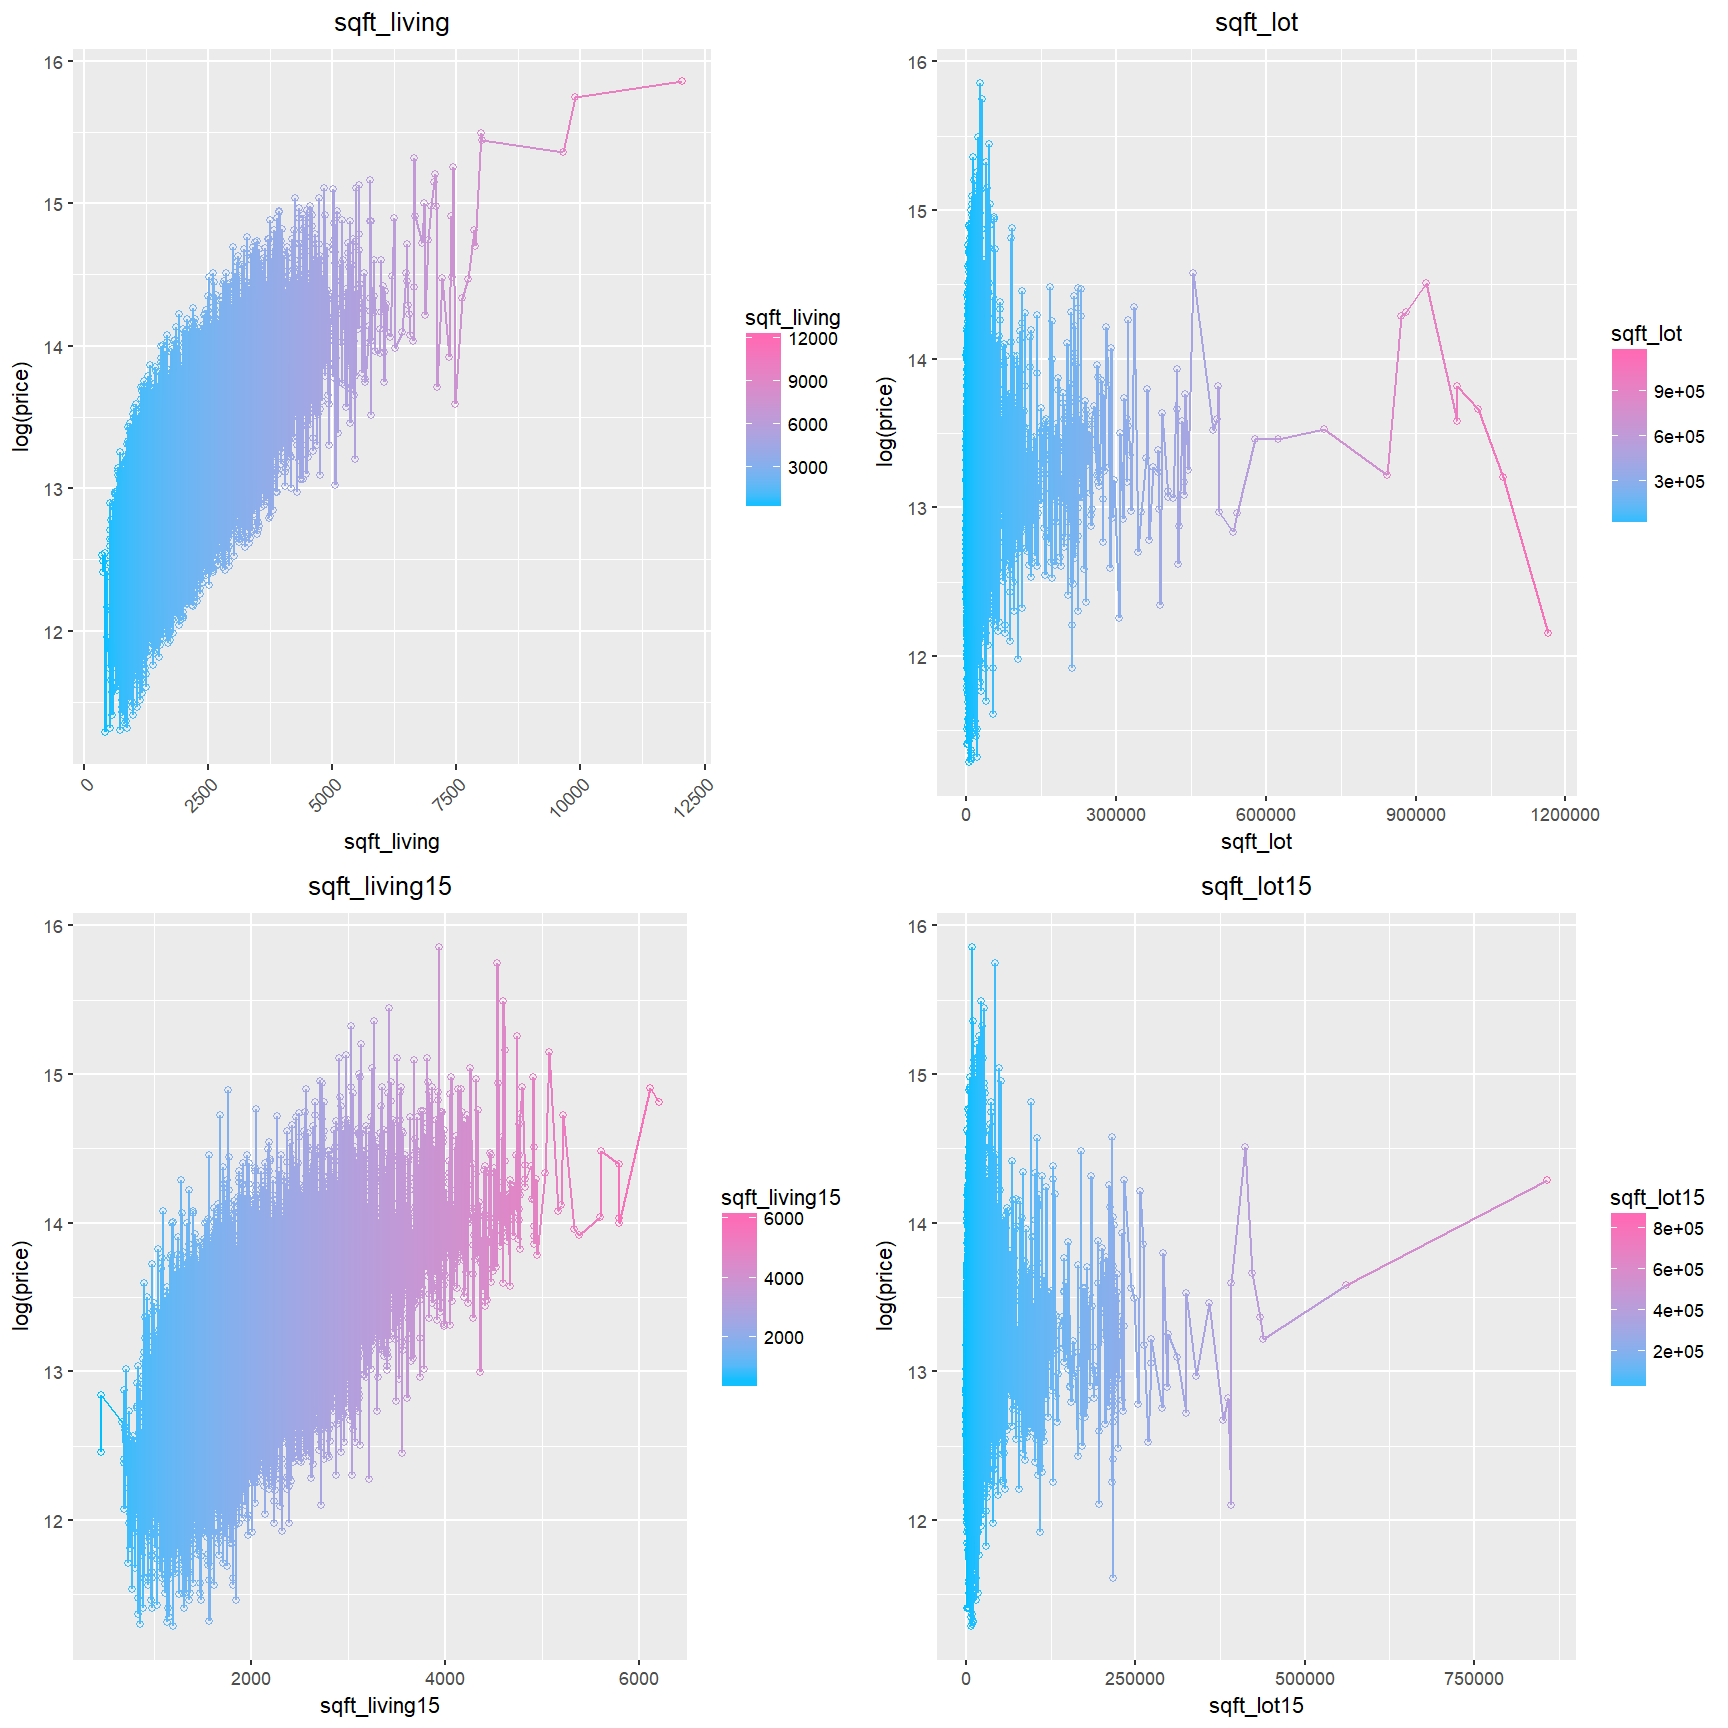 sqft_living
16
15
14
13
12
log(price)
0
2500
5000
7500
10000
12500
sqft_living
sqft_living
12000
9000
6000
3000
sqft_lot
16
15
14
13
12
log(price)
0
300000
600000
900000
1200000
sqft_lot
sqft_lot
9e+05
6e+05
3e+05
sqft_living15
16
15
14
13
12
log(price)
2000
4000
6000
sqft_living15
sqft_living15
6000
4000
2000
sqft_lot15
16
15
14
13
12
log(price)
0
250000
500000
750000
sqft_lot15
sqft_lot15
8e+05
6e+05
4e+05
2e+05